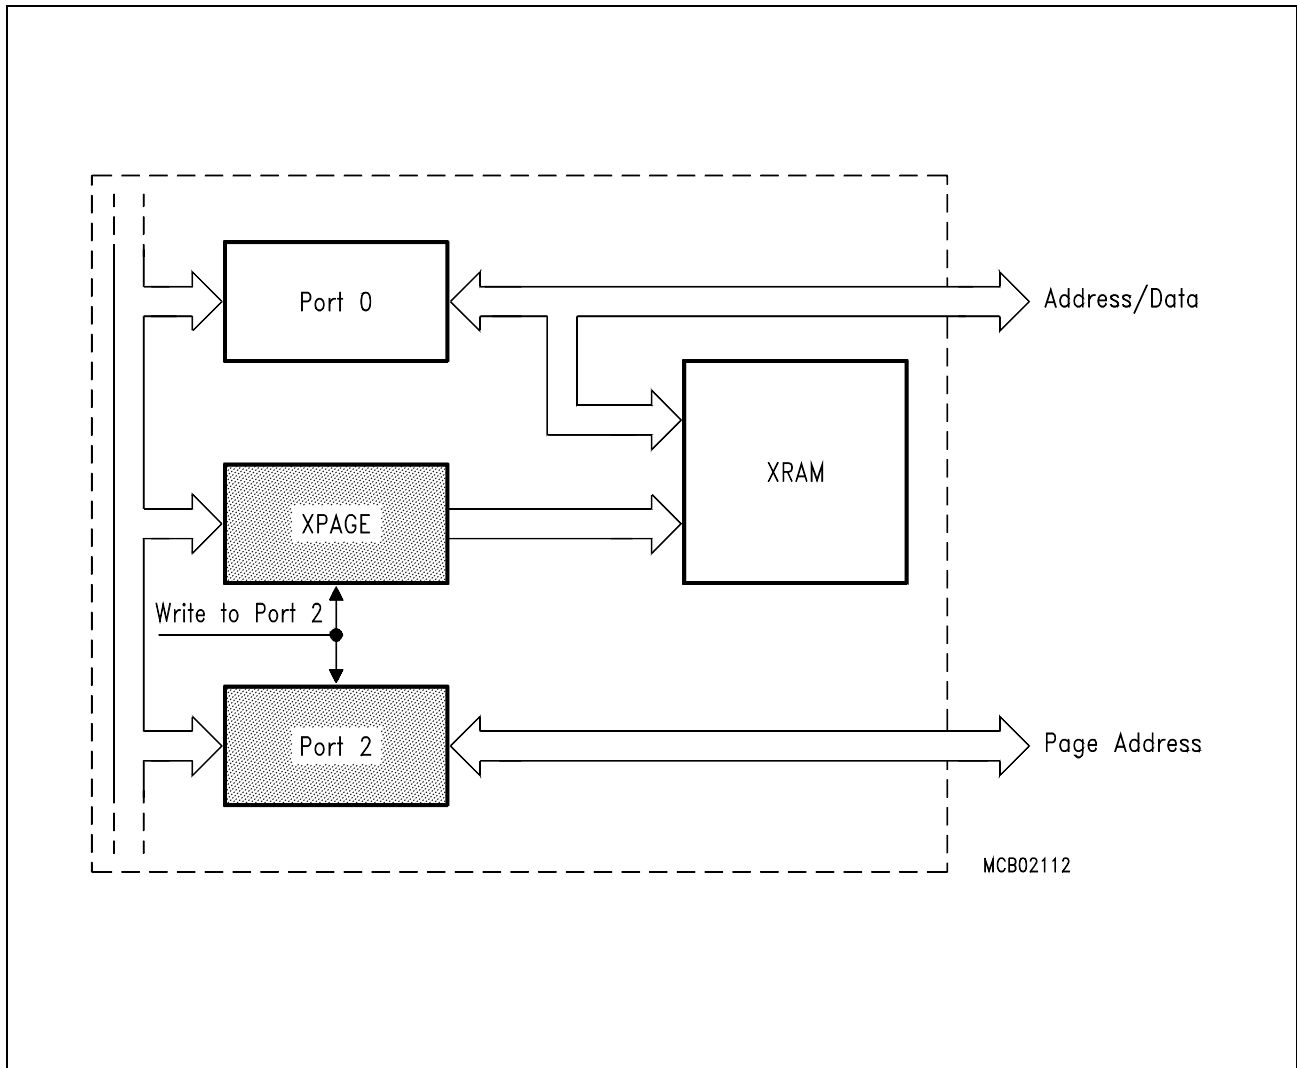 Port 0
Address/Data
XRAM
XPAGE
Write to Port 2
Port 2
Page Address
MCB02112